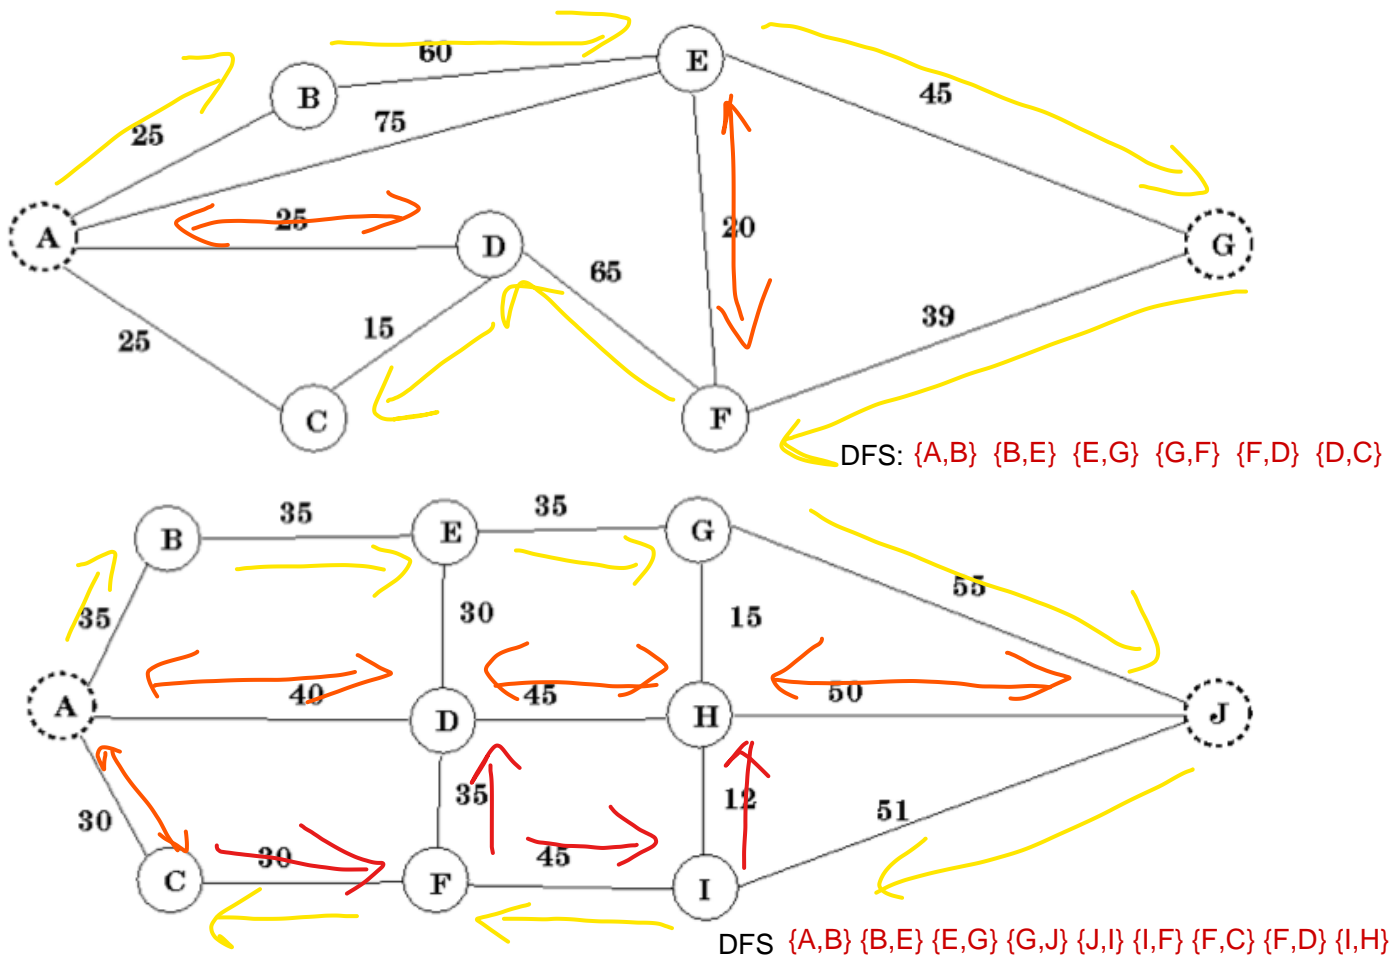 60
E
45
B
75
25
A
25
D
20
G
65
15
39
25
C
F
DFS: {A,B} {B,E} {E,G} {G,F} {F,D} {D,C}
35
35
B
E
G
55
35
30
15
A
40
D
45
H
50
J
35
12
30
51
30
45
C
F
I
DFS {A,B} {B,E} {E,G} {G,J} {J,I} {I,F} {F,C} {F,D} {I,H}